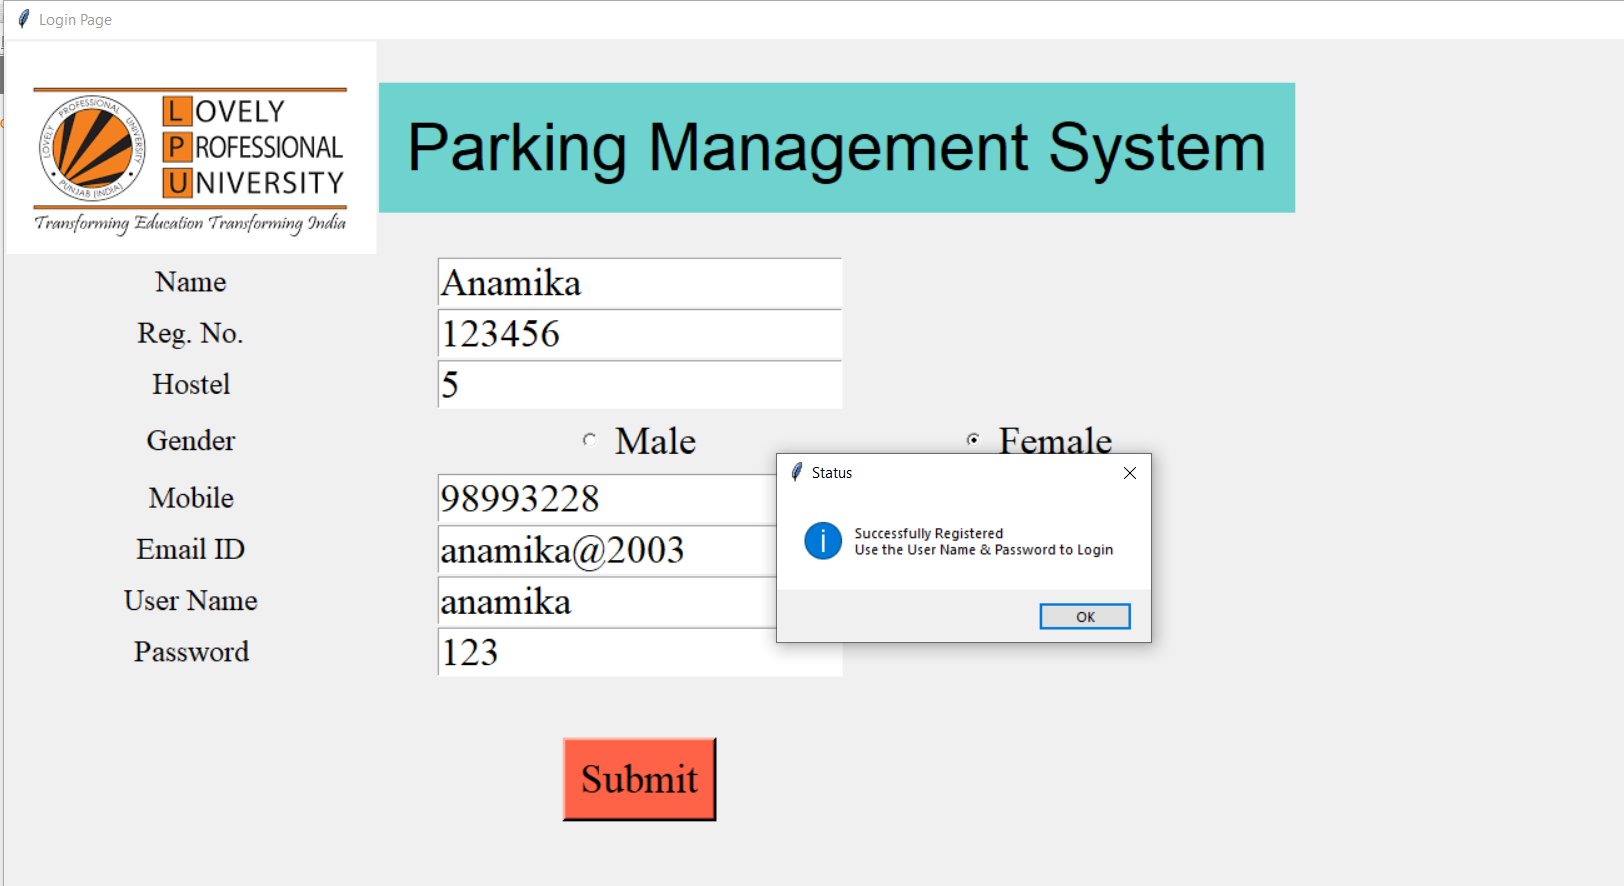 Login Page
LOVELY PROFESSIONAL UNIVERSITY
PUNJAB (INDIA)
LOVELY
PROFESSIONAL
UNIVERSITY
Transforming Education Transforming India
Parking Management System
Name Anamika
Reg. No. 123456
Hostel 5
Gender Male Female
Mobile 98993228
Email ID anamika@2003
User Name anamika
Password 123
Status
Successfully Registered
Use the User Name & Password to Login
OK
Submit